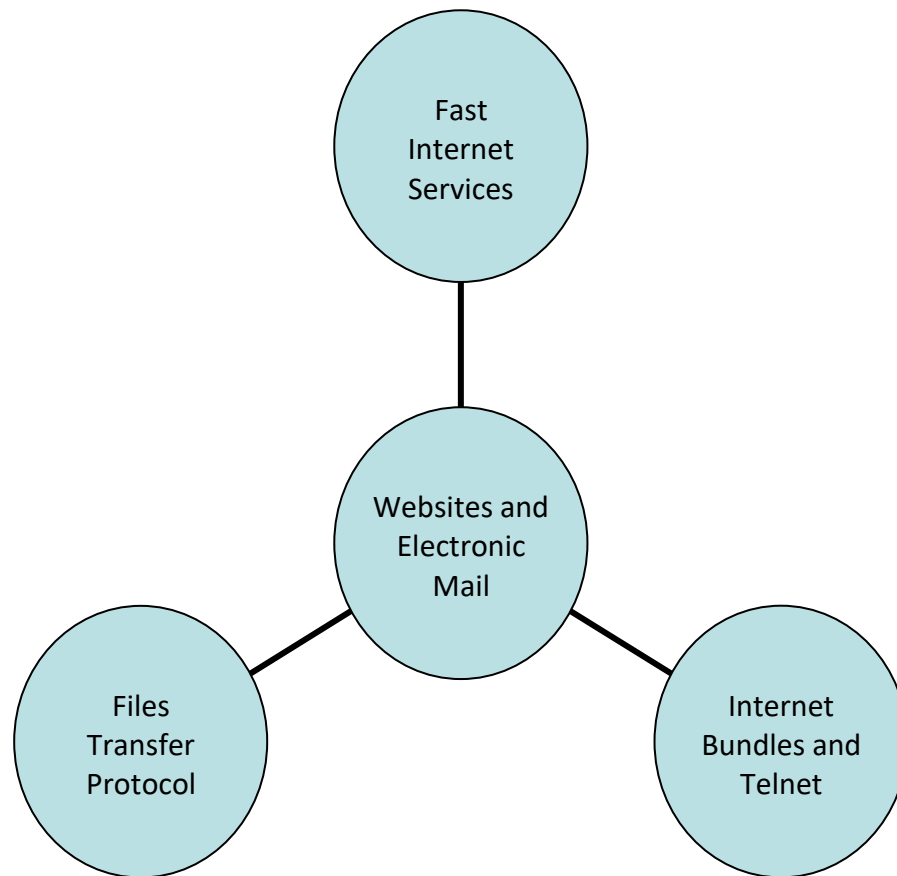 Fast
Internet
Services
Websites and
Electronic
Mail
Files
Transfer
Protocol
Internet
Bundles and
Telnet